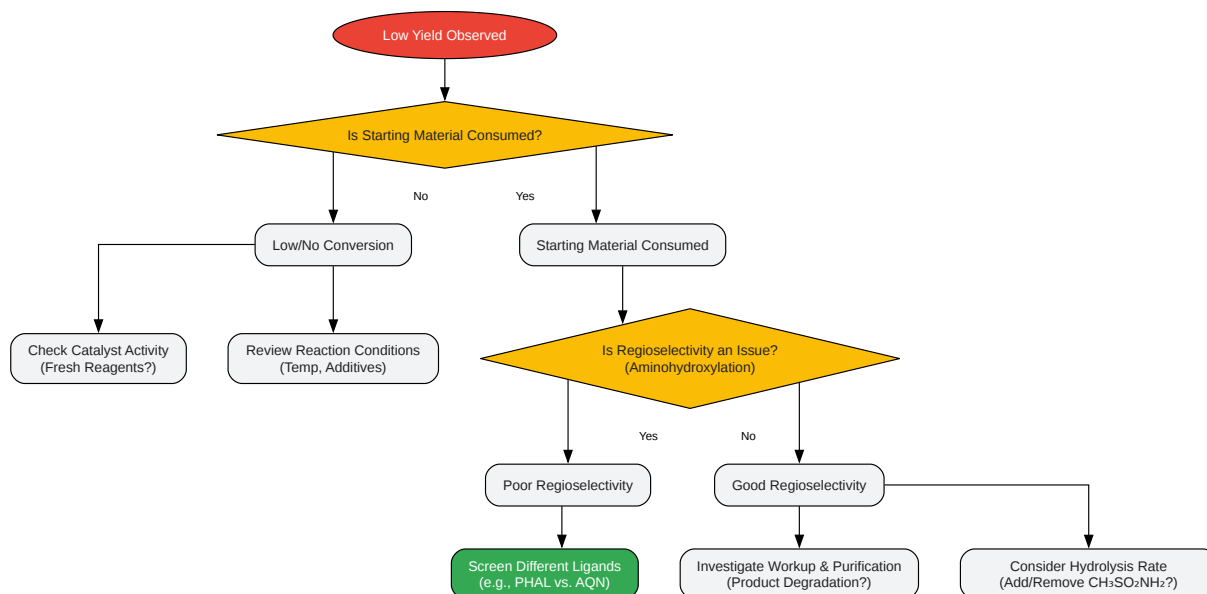 Low Yield Observed
Is Starting Material Consumed?
No
Yes
Low/No Conversion
Starting Material Consumed
Check Catalyst Activity
(Fresh Reagents?)
Review Reaction Conditions
(Temp, Additives)
Is Regioselectivity an Issue?
(Aminohydroxylation)
Yes
No
Poor Regioselectivity
Good Regioselectivity
Screen Different Ligands
(e.g., PHAL vs. AQN)
Investigate Workup & Purification
(Product Degradation?)
Consider Hydrolysis Rate
(Add/Remove CH₃SO₂NH₂?)